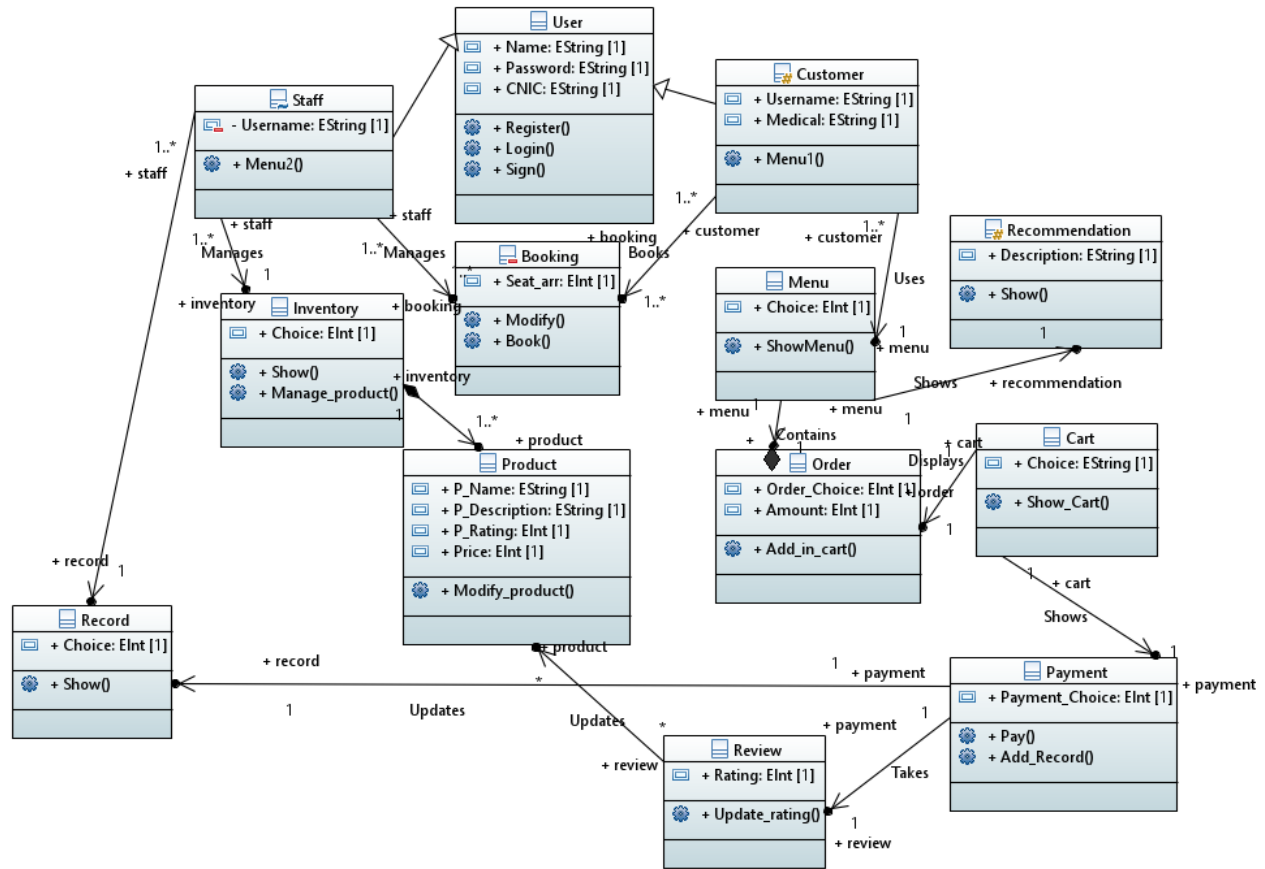 User
+ Name: EString [1]
+ Password: EString [1]
+ CNIC: EString [1]
+ Register()
+ Login()
+ Sign()
Customer
+ Username: EString [1]
+ Medical: EString [1]
+ Menu1()
Staff
- Username: EString [1]
+ Menu2()
1..*
+ staff
+ staff
1..*
Manages
1
+ inventory
+ staff
1..*
Manages
..*
+ booking
1..*
+ customer
+ booking
Books
1..*
+ customer
1..*
Uses
1
+ menu
Recommendation
+ Description: EString [1]
+ Show()
1
+ recommendation
Shows
+ menu
1
Booking
+ Seat_arr: EInt [1]
+ Modify()
+ Book()
Menu
+ Choice: EInt [1]
+ ShowMenu()
+ menu
1
Contains
+
1
Inventory
+ Choice: EInt [1]
+ Show()
+ Manage_product()
+ inventory
1
1..*
+ product
Product
+ P_Name: EString [1]
+ P_Description: EString [1]
+ P_Rating: EInt [1]
+ Price: EInt [1]
+ Modify_product()
Order
+ Order_Choice: EInt [1]
+ Amount: EInt [1]
+ Add_in_cart()
+ cart
1
Displays
order
1
Cart
+ Choice: EString [1]
+ Show_Cart()
1
+ cart
Shows
1
+ payment
+ record
1
Record
+ Choice: EInt [1]
+ Show()
+ record
*
1
Updates
1
+ payment
+ product
Updates
*
+ review
Payment
+ Payment_Choice: EInt [1]
+ Pay()
+ Add_Record()
+ payment
1
Takes
1
+ review
Review
+ Rating: EInt [1]
+ Update_rating()